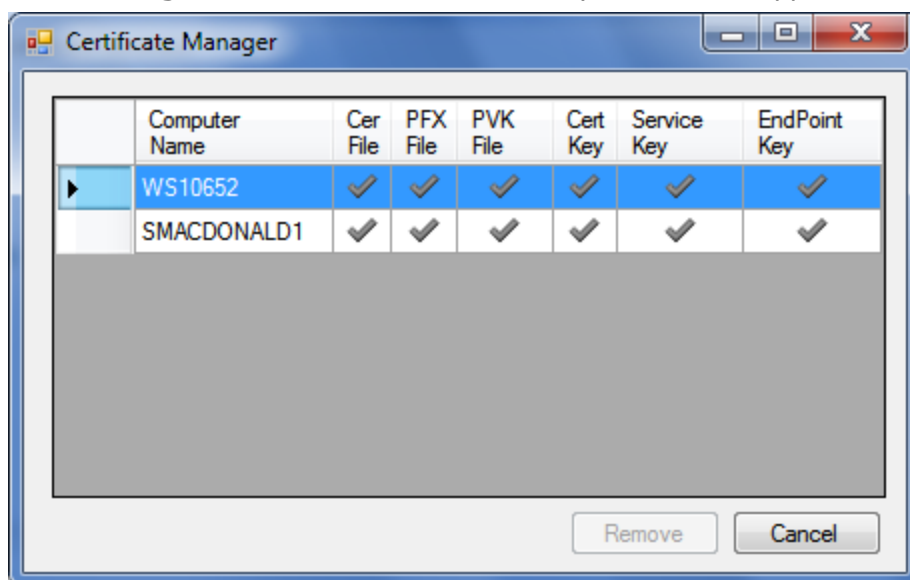 Certificate Manager
Computer Name Cer File PFX File PVK File Cert Key Service Key EndPoint Key
WS10652
SMACDONALD1
Remove Cancel